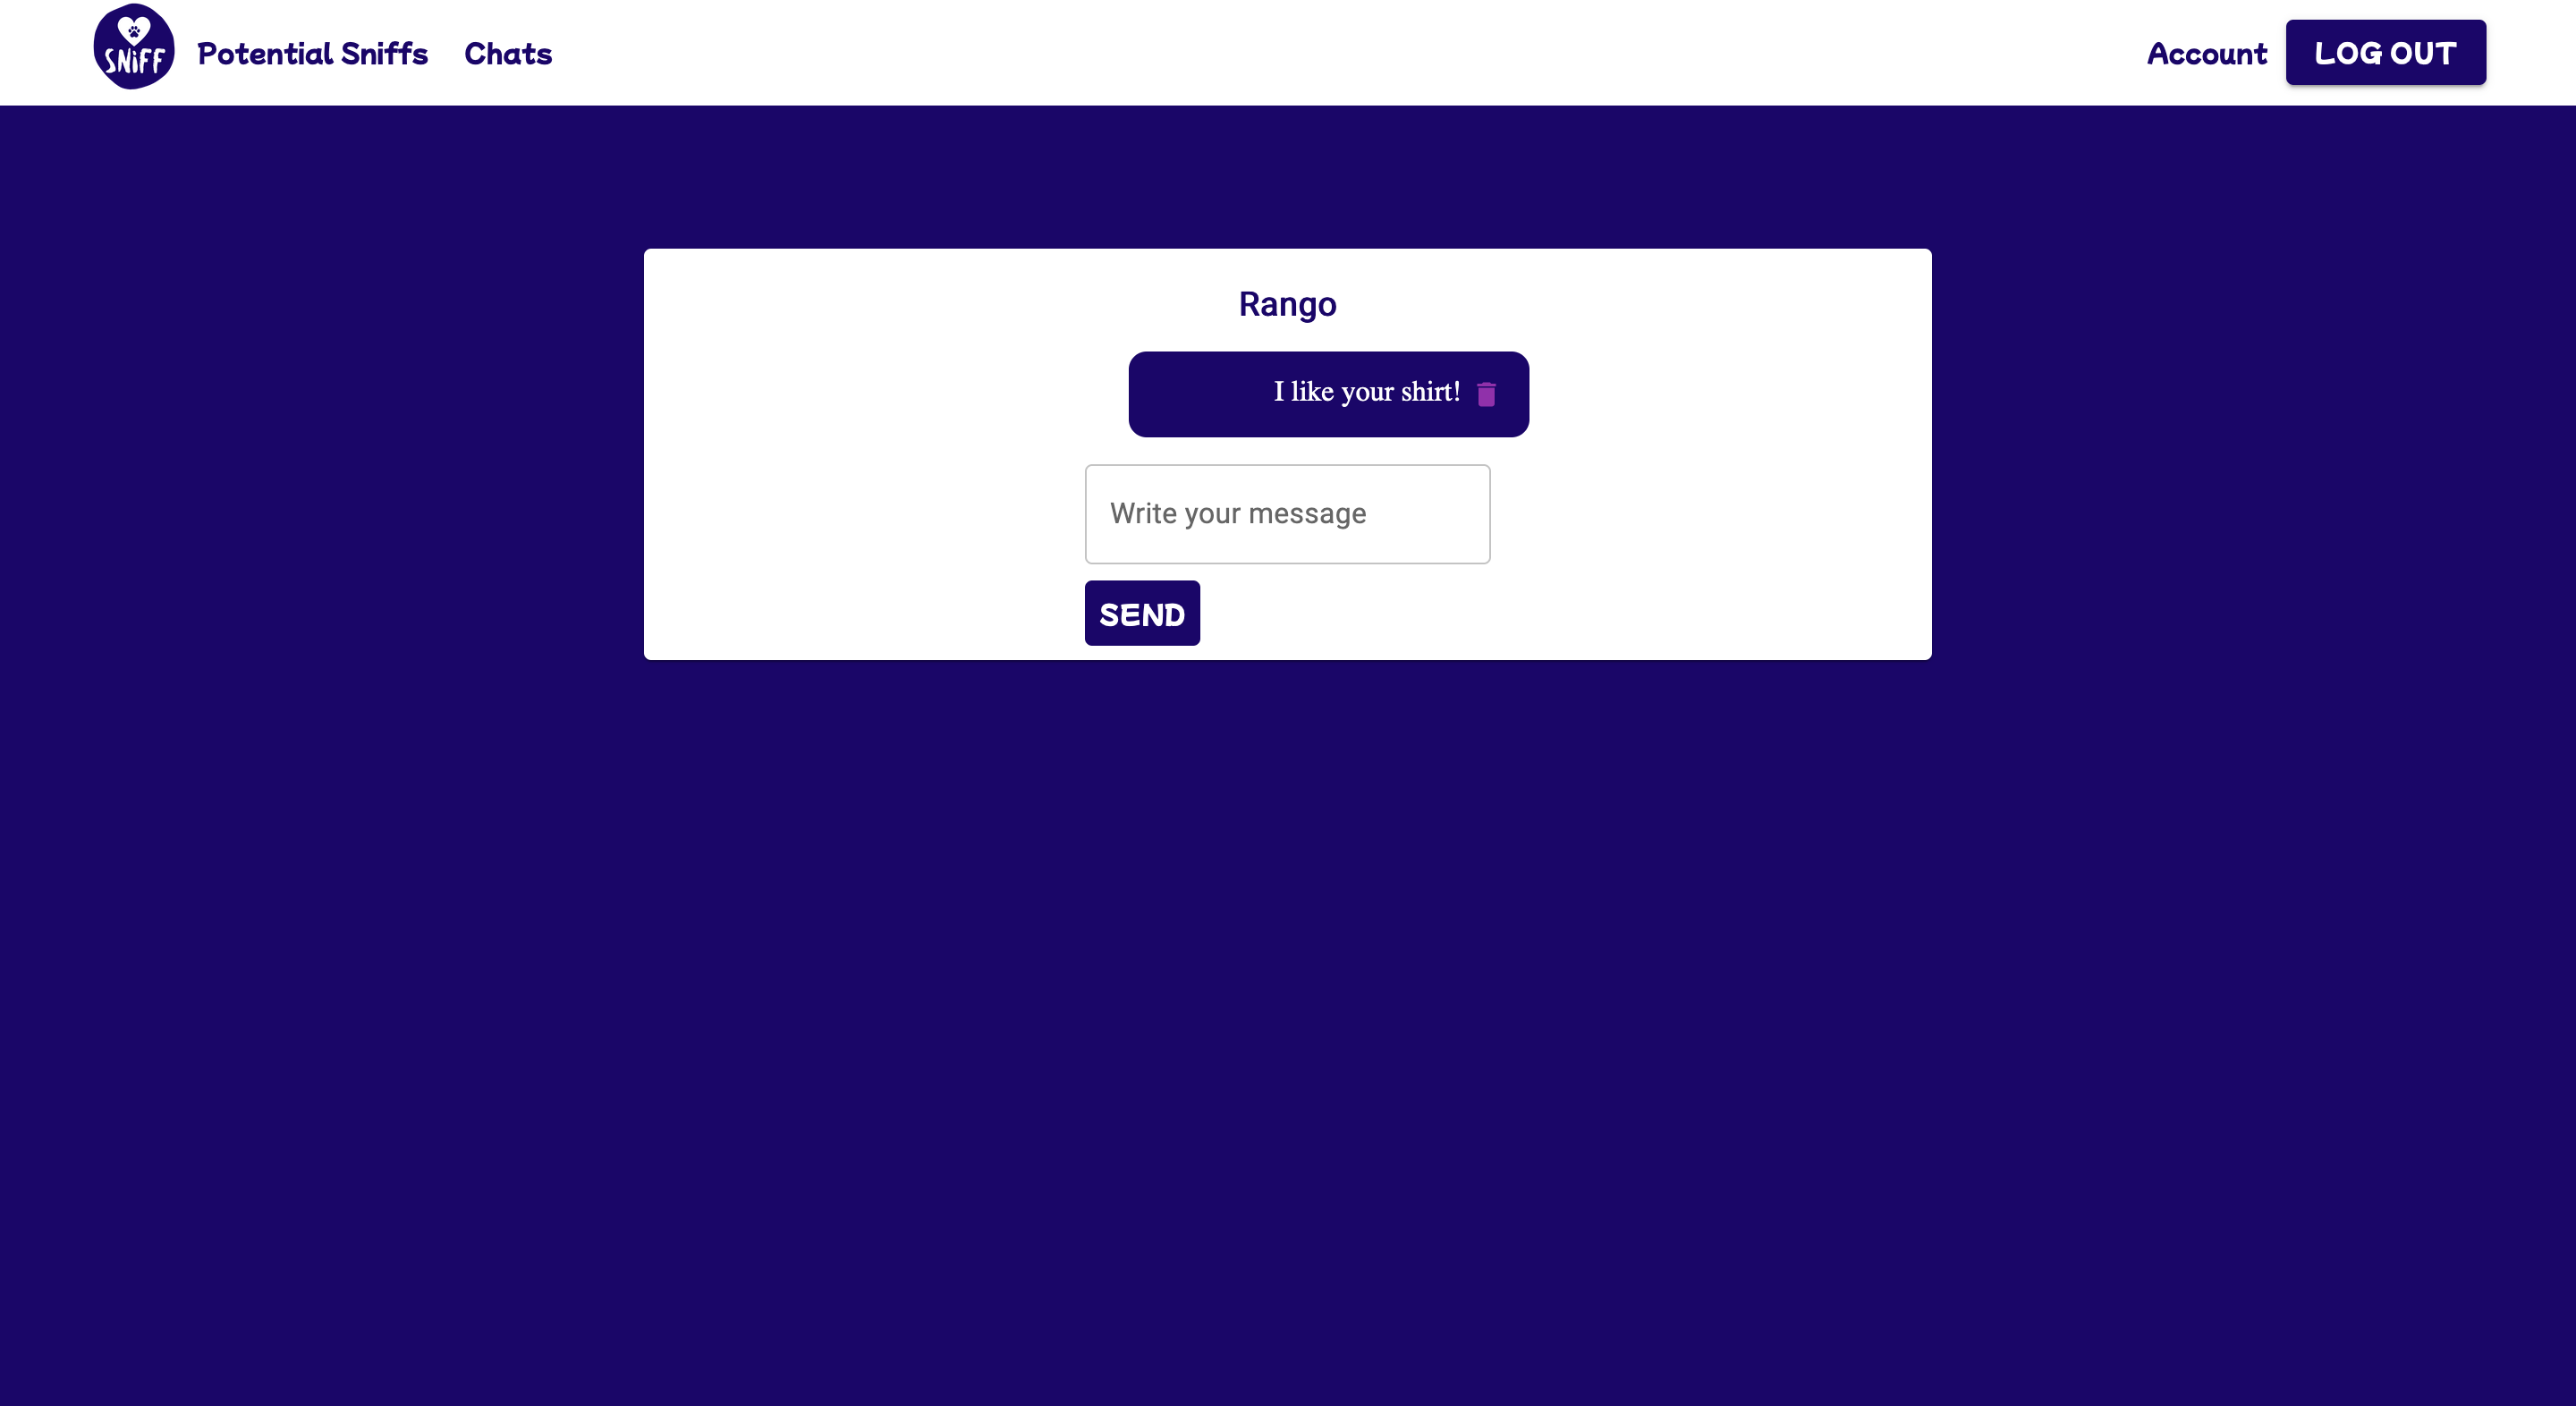 SNiFF
Potential Sniffs
Chats
Account
LOG OUT
Rango
I like your shirt!
Write your message
SEND